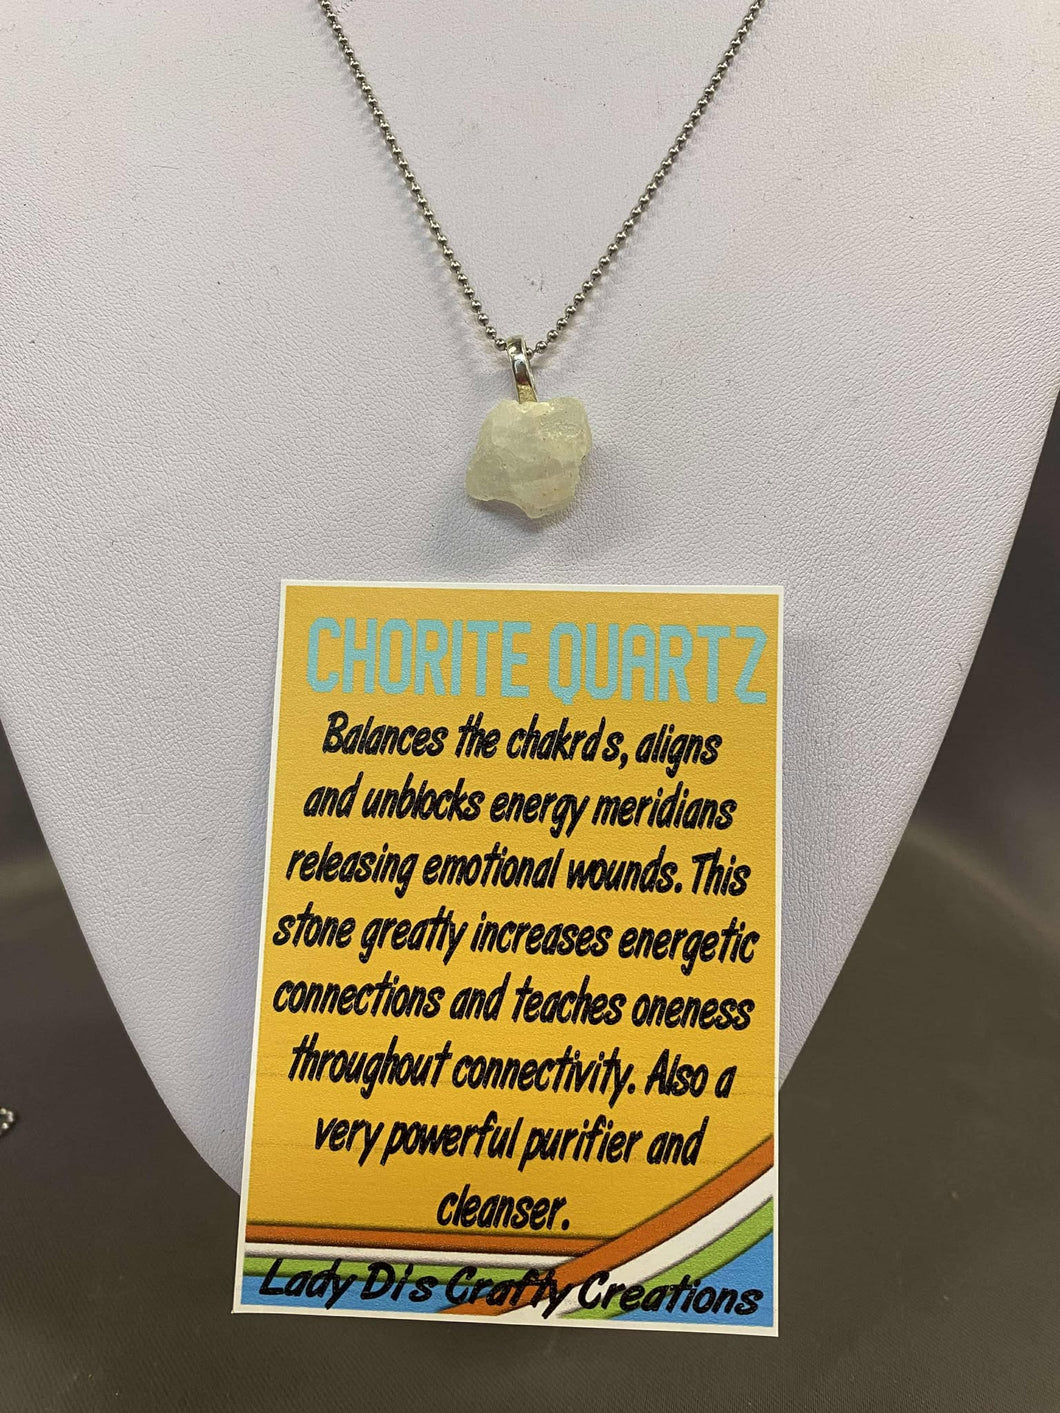 CHORITE QUARTZ
Balances the chakrds, aligns
and unblocks energy meridians
releasing emotional wounds. This
stone greatly increases energetic
connections and teaches oneness
throughout connectivity. Also a
very powerful purifier and
cleanser.
Lady Di's Crafty Creations